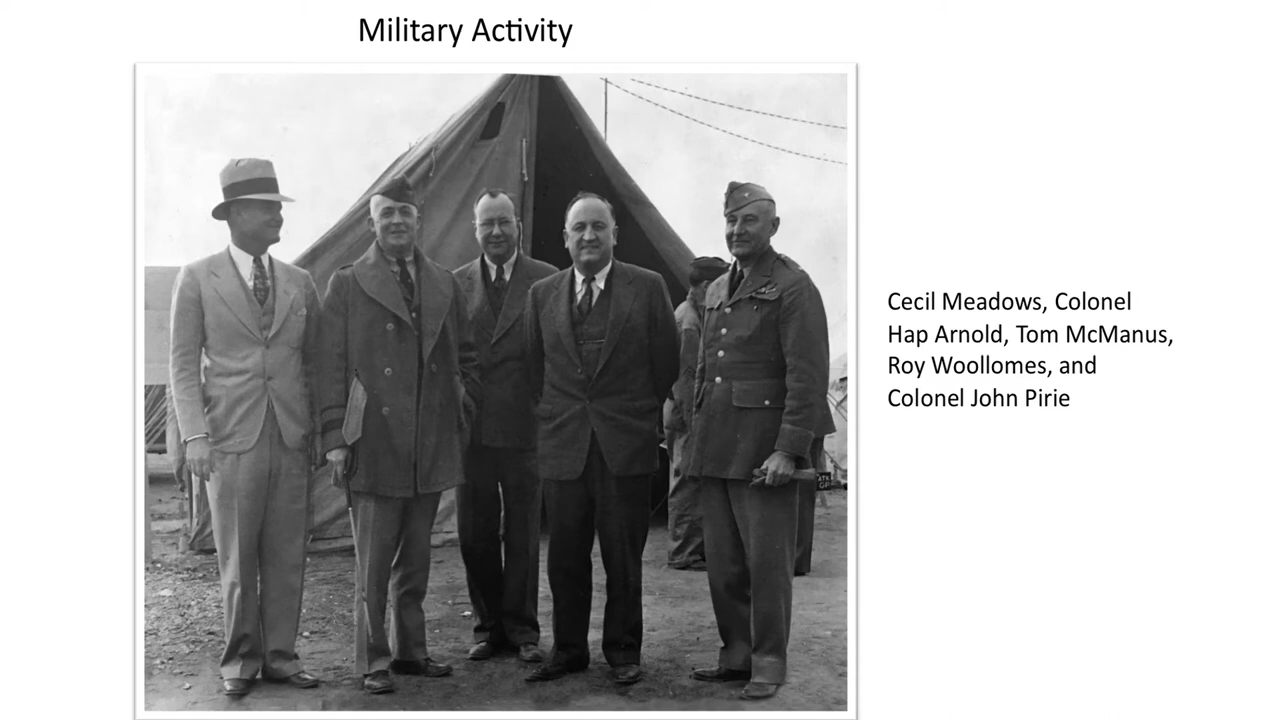 Military Activity
Cecil Meadows, Colonel
Hap Arnold, Tom McManus,
Roy Woollomes, and
Colonel John Pirie